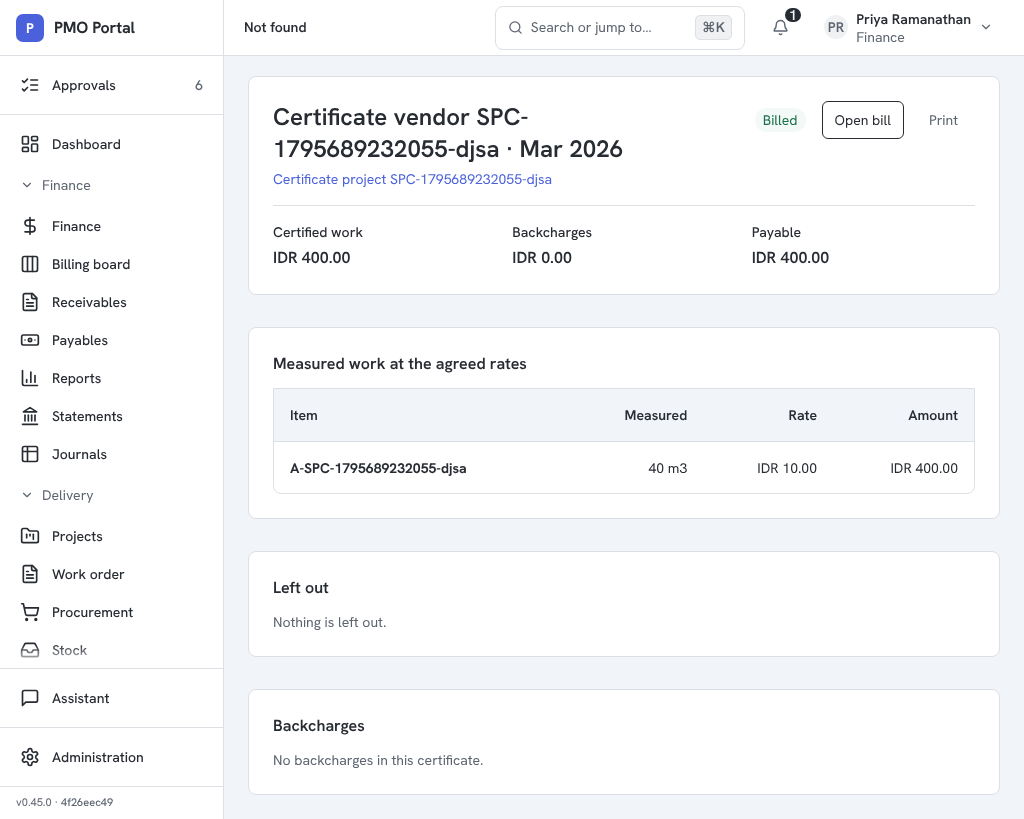 P PMO Portal
Not found
Search or jump to...
⌘K
1
PR
Priya Ramanathan
Finance
Approvals 6
Dashboard
Finance
Finance
Billing board
Receivables
Payables
Reports
Statements
Journals
Delivery
Projects
Work order
Procurement
Stock
Assistant
Administration
v0.45.0 · 4f26eec49
Certificate vendor SPC-
1795689232055-djsa · Mar 2026
Billed
Open bill
Print
Certificate project SPC-1795689232055-djsa
Certified work Backcharges Payable
IDR 400.00 IDR 0.00 IDR 400.00
Measured work at the agreed rates
Item Measured Rate Amount
A-SPC-1795689232055-djsa 40 m3 IDR 10.00 IDR 400.00
Left out
Nothing is left out.
Backcharges
No backcharges in this certificate.